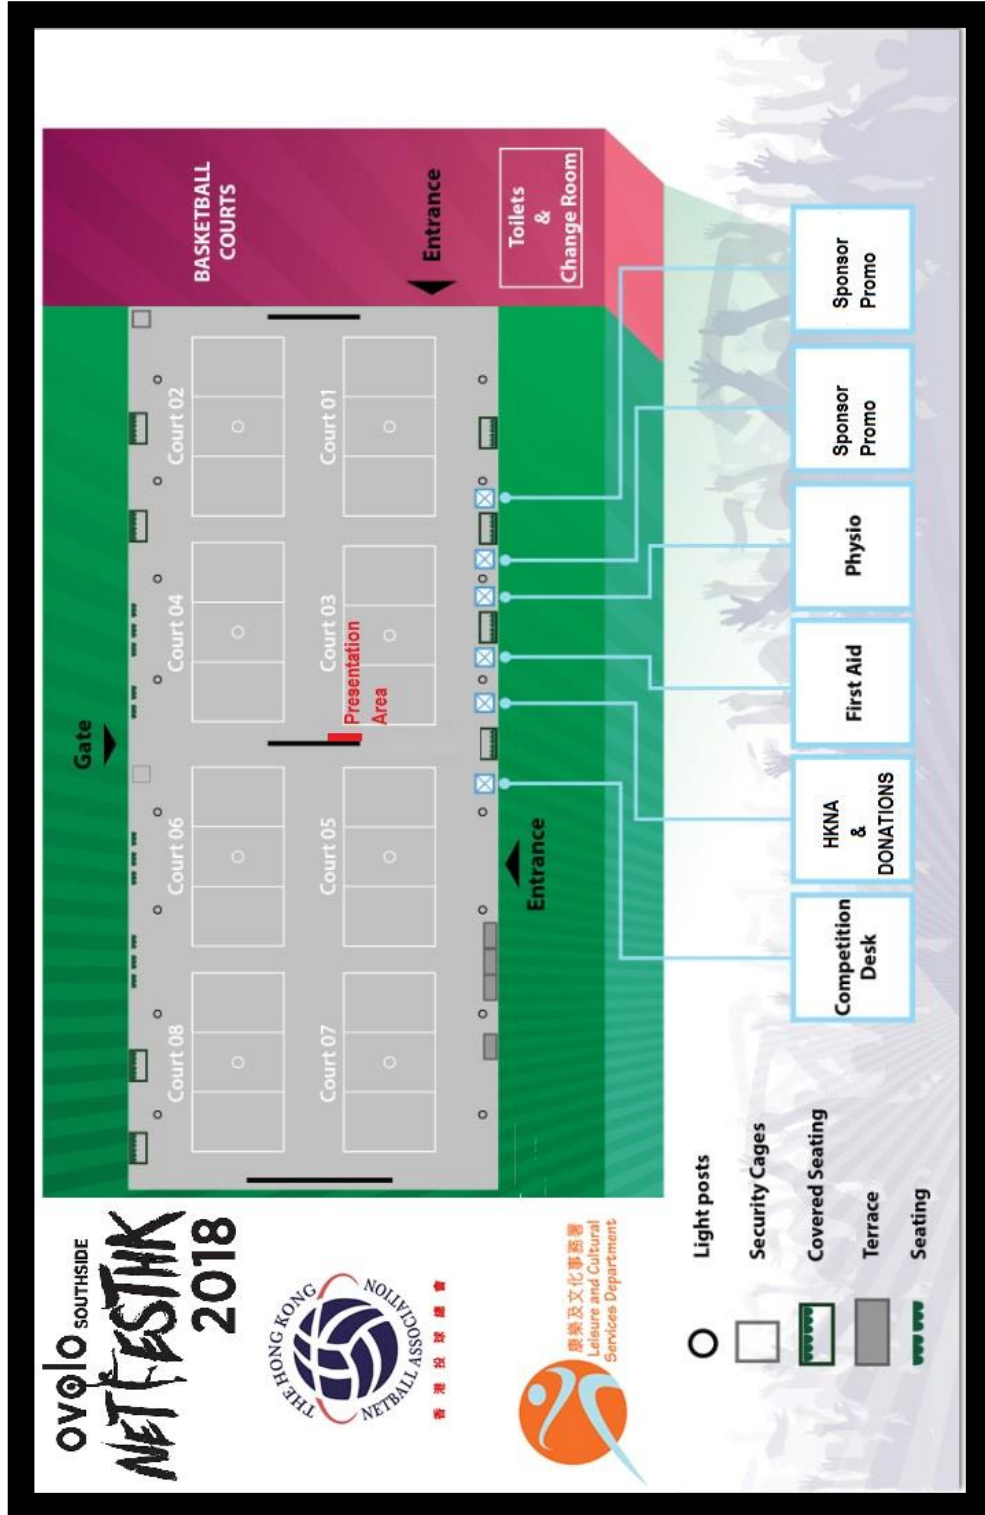 OVOLO SOUTHSIDE
NETFESTHK
2018
THE HONG KONG
NETBALL ASSOCIATION
香港投球總會
康樂及文化事務署
Leisure and Cultural
Services Department
Light posts
Security Cages
Covered Seating
Terrace
Seating
Gate
Court 08
Court 06
Court 04
Court 02
Court 07
Court 05
Court 03
Court 01
Presentation
Area
BASKETBALL
COURTS
Entrance
Entrance
Toilets
&
Change Room
Competition
Desk
HKNA
&
DONATIONS
First Aid
Physio
Sponsor
Promo
Sponsor
Promo